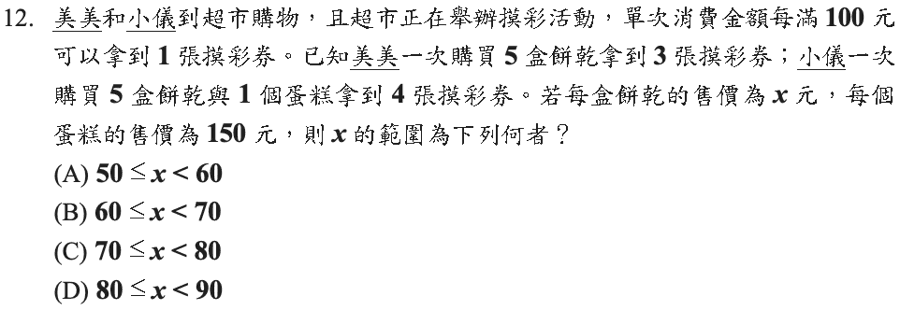 12. 美美和小儀到超市購物，且超市正在舉辦摸彩活動，單次消費金額每滿 100 元
可以拿到 1 張摸彩券。已知美美一次購買 5 盒餅乾拿到 3 張摸彩券；小儀一次
購買 5 盒餅乾與 1 個蛋糕拿到 4 張摸彩券。若每盒餅乾的售價為 x 元，每個
蛋糕的售價為 150 元，則 x 的範圍為下列何者？
(A) 50 ≤ x < 60
(B) 60 ≤ x < 70
(C) 70 ≤ x < 80
(D) 80 ≤ x < 90